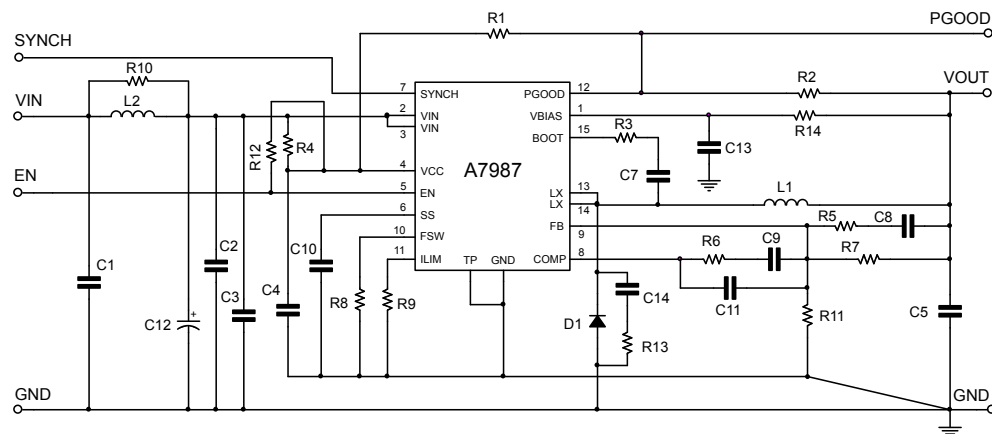 R1
PGOOD
SYNCH
R10
7
SYNCH
PGOOD
12
R2
VOUT
VIN
L2
2
VIN
VBIAS
1
3
VIN
R14
BOOT
15
R3
C13
R12
R4
4
VCC
A7987
C7
EN
5
EN
LX
13
L1
6
SS
LX
14
10
FSW
FB
9
R5
C8
11
ILIM
TP
GND
COMP
8
R6
C9
R7
C1
C2
C10
C3
C4
R8
R9
C14
C11
C12
+
D1
R13
R11
C5
GND
GND